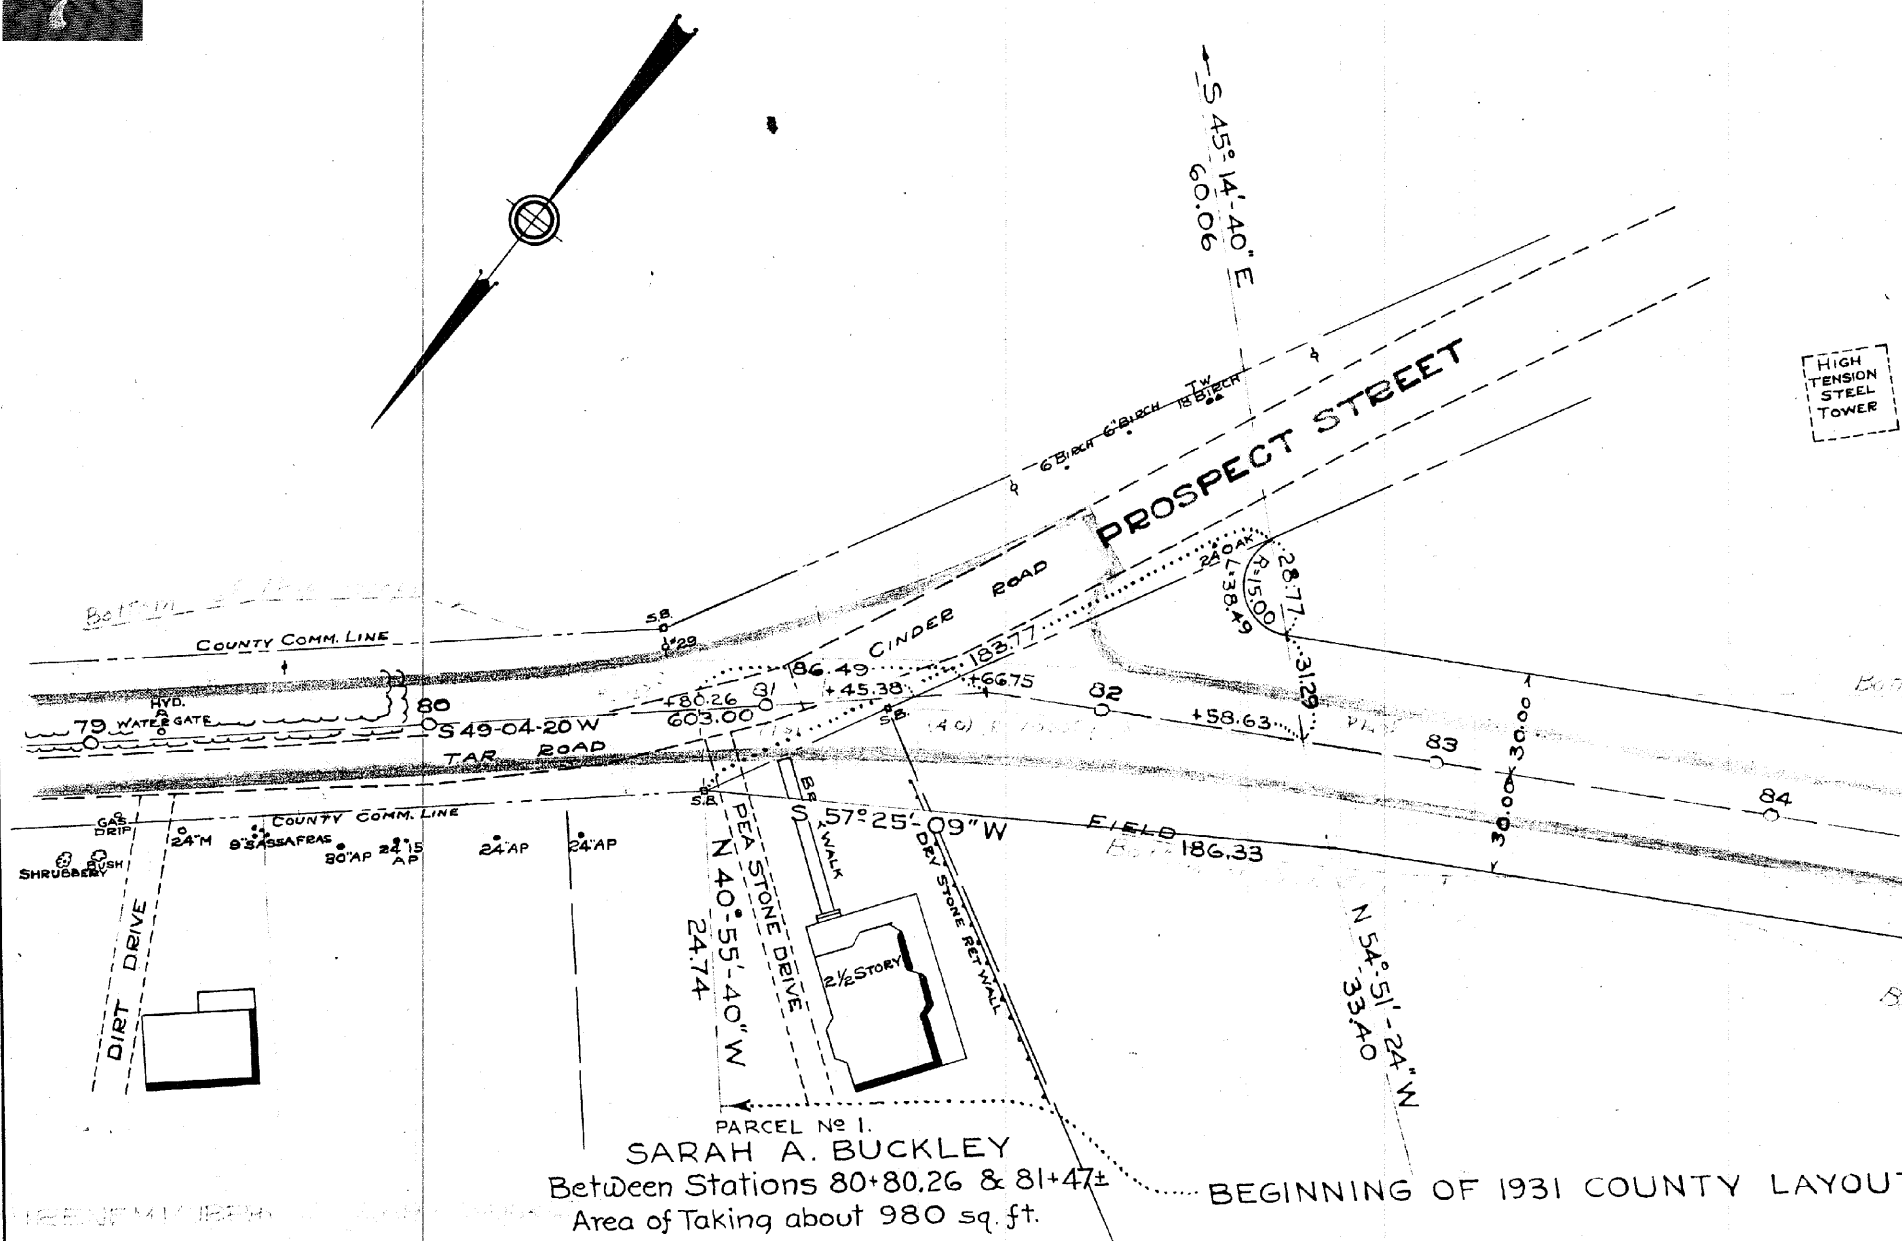 S 45°-14'-40" E
60.06
HIGH
TENSION
STEEL
TOWER
PROSPECT STREET
TW
18 BIRCH
6" BIRCH
6 BIRCH
24 OAK
R=15.00
L=38.49
28.77
31.29
CINDER ROAD
183.77
86.49
S.B.
COUNTY COMM. LINE
HYD.
WATER GATE
79
80
S 49-04-20 W
TAR ROAD
+80.26
603.00
81
+45.38
+66.75
S.B.
82
+58.63
83
84
30.00
30.00
S.B.
COUNTY COMM. LINE
GAS
DRIP
24"M
9"SASSAFRAS
30"AP
24"15
AP
24"AP
24"AP
SHRUBBERY
BUSH
DIRT DRIVE
N 40°-55'-40" W
24.74
PEA STONE DRIVE
BR. WALK
S 57°-25'-09" W
186.33
FIELD
DRY STONE RET WALL
2½ STORY
N 54°-51'-24" W
33.40
PARCEL Nº 1.
SARAH A. BUCKLEY
Between Stations 80+80.26 & 81+47±
Area of Taking about 980 sq. ft.
BEGINNING OF 1931 COUNTY LAYOU